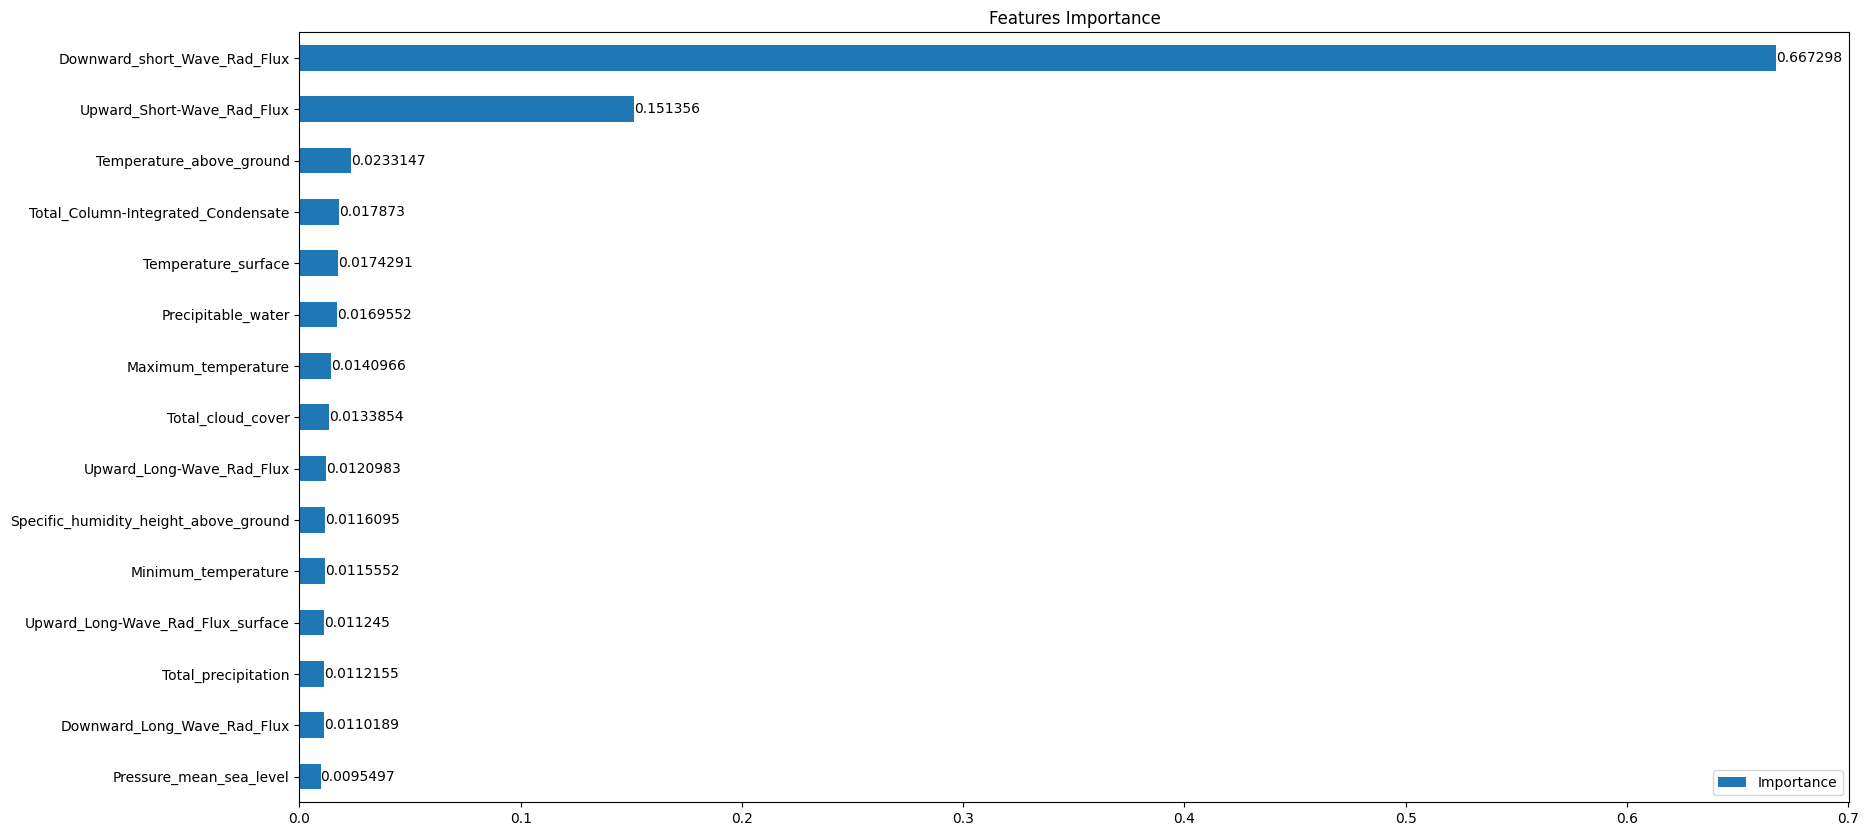 Features Importance
Downward_short_Wave_Rad_Flux 0.667298
Upward_Short-Wave_Rad_Flux 0.151356
Temperature_above_ground 0.0233147
Total_Column-Integrated_Condensate 0.017873
Temperature_surface 0.0174291
Precipitable_water 0.0169552
Maximum_temperature 0.0140966
Total_cloud_cover 0.0133854
Upward_Long-Wave_Rad_Flux 0.0120983
Specific_humidity_height_above_ground 0.0116095
Minimum_temperature 0.0115552
Upward_Long-Wave_Rad_Flux_surface 0.011245
Total_precipitation 0.0112155
Downward_Long_Wave_Rad_Flux 0.0110189
Pressure_mean_sea_level 0.0095497
Importance
0.0 0.1 0.2 0.3 0.4 0.5 0.6 0.7